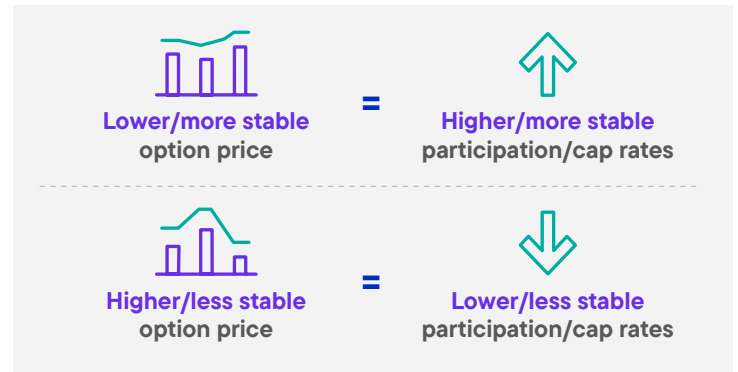 Lower/more stable
option price
=
Higher/more stable
participation/cap rates
Higher/less stable
option price
=
Lower/less stable
participation/cap rates